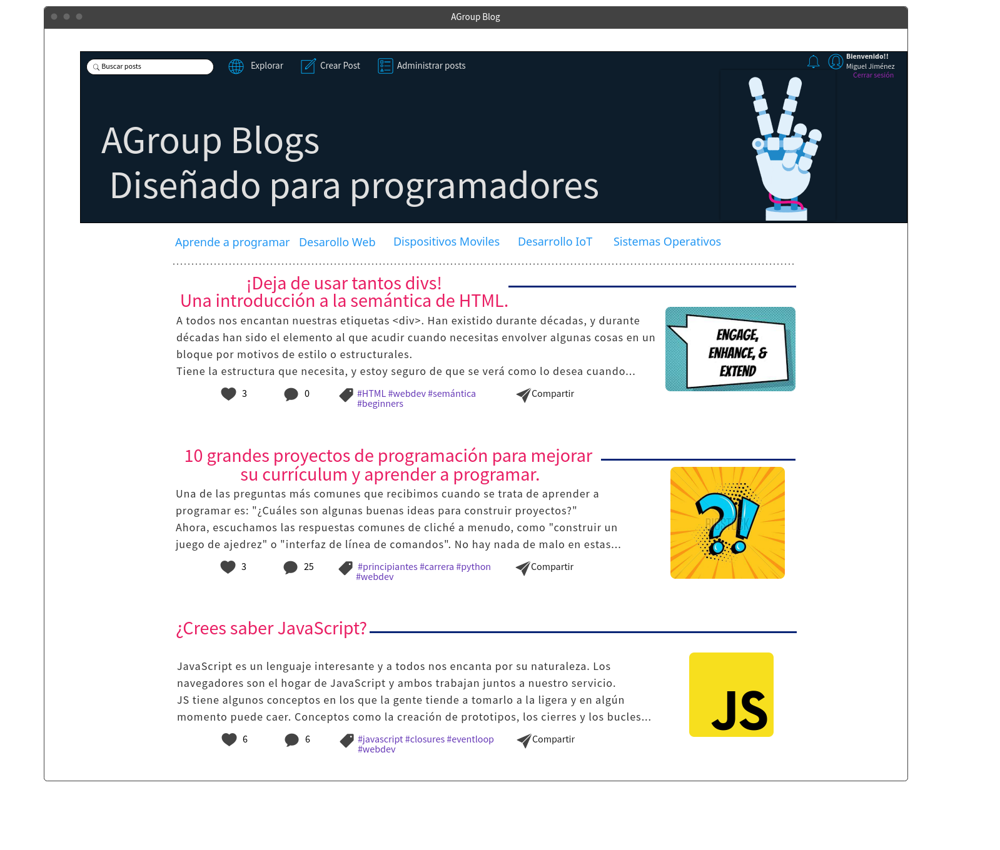 AGroup Blog
Buscar posts
Explorar
Crear Post
Administrar posts
Bienvenido!!
Miguel Jiménez
Cerrar sesión
AGroup Blogs
Diseñado para programadores
Aprende a programar
Desarollo Web
Dispositivos Moviles
Desarrollo IoT
Sistemas Operativos
¡Deja de usar tantos divs!
Una introducción a la semántica de HTML.
A todos nos encantan nuestras etiquetas <div>. Han existido durante décadas, y durante
décadas han sido el elemento al que acudir cuando necesitas envolver algunas cosas en un
bloque por motivos de estilo o estructurales.
Tiene la estructura que necesita, y estoy seguro de que se verá como lo desea cuando...
ENGAGE,
ENHANCE, &
EXTEND
3
0
#HTML #webdev #semántica
#beginners
Compartir
10 grandes proyectos de programación para mejorar
su currículum y aprender a programar.
Una de las preguntas más comunes que recibimos cuando se trata de aprender a
programar es: "¿Cuáles son algunas buenas ideas para construir proyectos?"
Ahora, escuchamos las respuestas comunes de cliché a menudo, como "construir un
juego de ajedrez" o "interfaz de línea de comandos". No hay nada de malo en estas...
?!
BIGSTOCK
3
25
#principiantes #carrera #python
#webdev
Compartir
¿Crees saber JavaScript?
JavaScript es un lenguaje interesante y a todos nos encanta por su naturaleza. Los
navegadores son el hogar de JavaScript y ambos trabajan juntos a nuestro servicio.
JS tiene algunos conceptos en los que la gente tiende a tomarlo a la ligera y en algún
momento puede caer. Conceptos como la creación de prototipos, los cierres y los bucles...
JS
6
6
#javascript #closures #eventloop
#webdev
Compartir